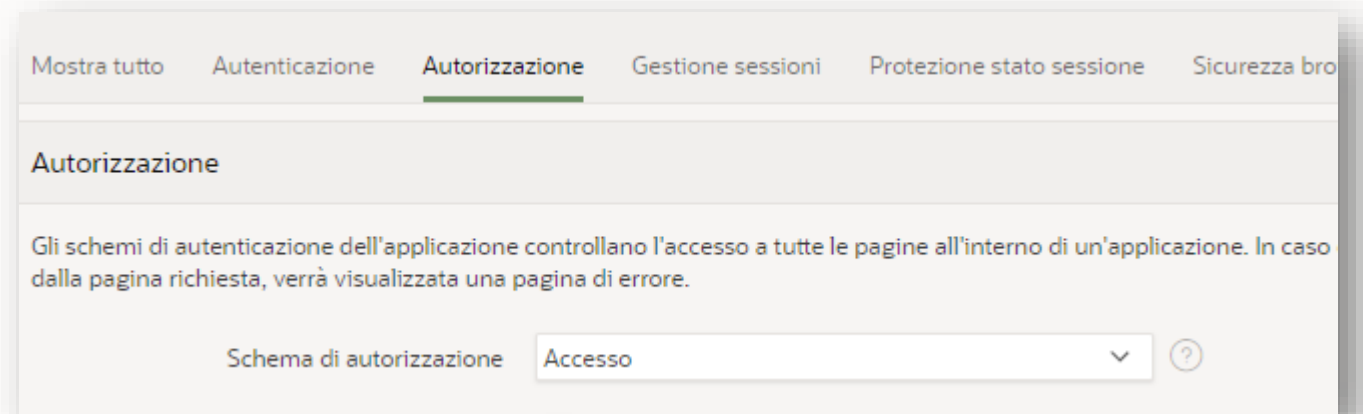 Mostra tutto Autenticazione Autorizzazione Gestione sessioni Protezione stato sessione Sicurezza bro
Autorizzazione
Gli schemi di autenticazione dell'applicazione controllano l'accesso a tutte le pagine all'interno di un'applicazione. In caso
dalla pagina richiesta, verrà visualizzata una pagina di errore.
Schema di autorizzazione Accesso ?